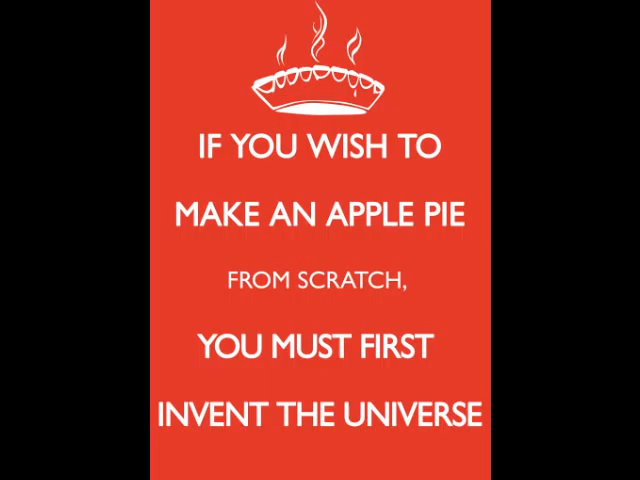 IF YOU WISH TO
MAKE AN APPLE PIE
FROM SCRATCH,
YOU MUST FIRST
INVENT THE UNIVERSE